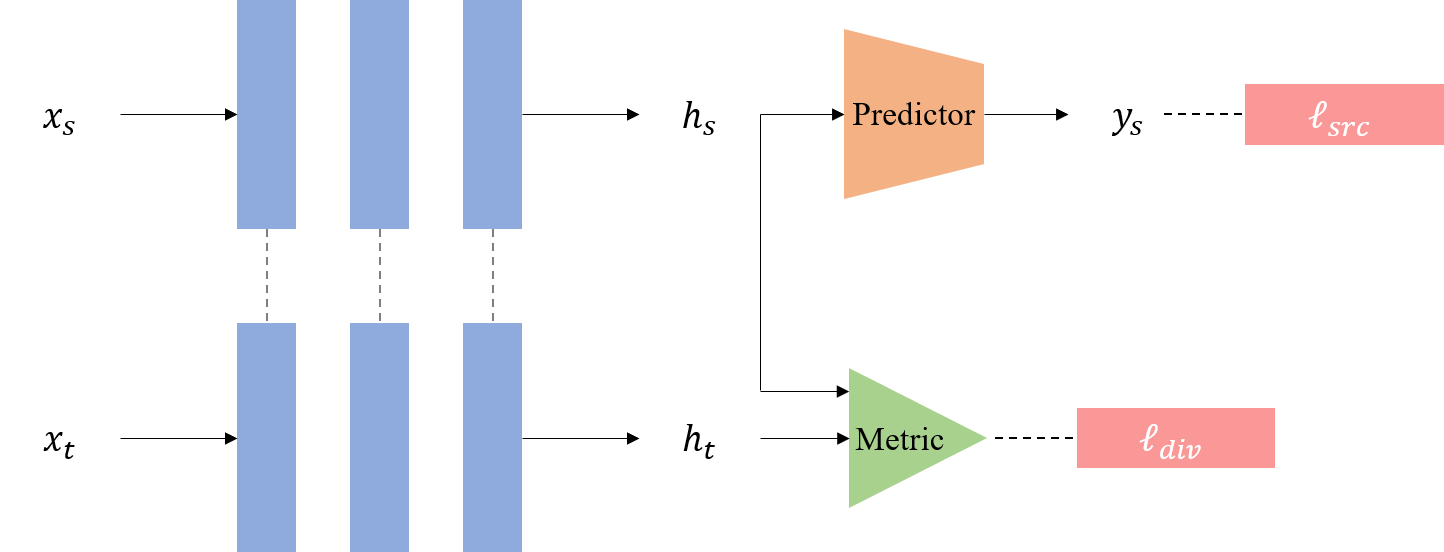 x_s
h_s
Predictor
y_s
ℓ_src
x_t
h_t
Metric
ℓ_div